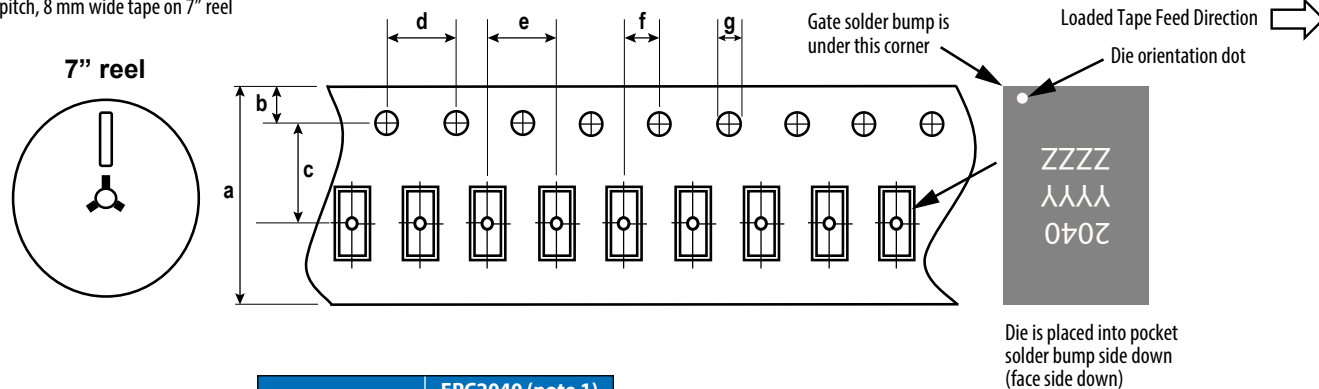 pitch, 8 mm wide tape on 7” reel
7” reel
a
b
c
d
e
f
g
Gate solder bump is
under this corner
Loaded Tape Feed Direction
Die orientation dot
2040
YYYY
ZZZZ
Die is placed into pocket
solder bump side down
(face side down)
EPC2040 (note 1)